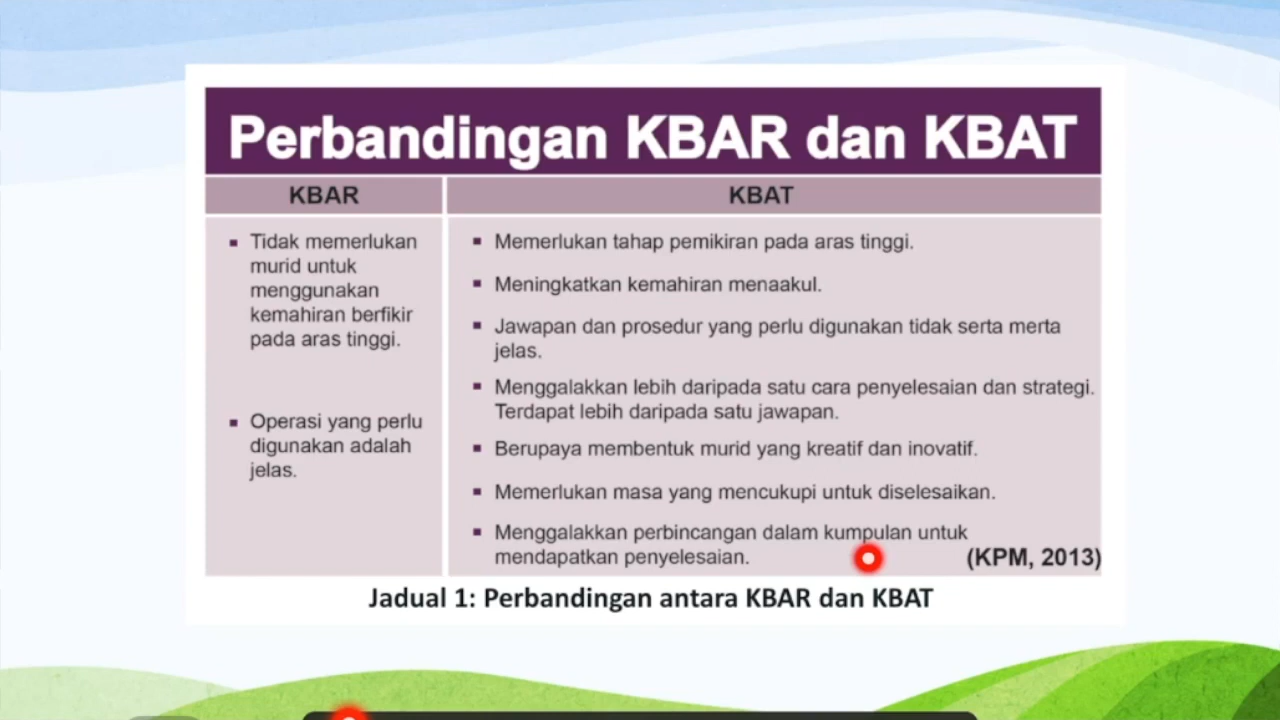 Perbandingan KBAR dan KBAT
KBAR
▪ Tidak memerlukan
murid untuk
menggunakan
kemahiran berfikir
pada aras tinggi.
▪ Operasi yang perlu
digunakan adalah
jelas.
KBAT
▪ Memerlukan tahap pemikiran pada aras tinggi.
▪ Meningkatkan kemahiran menaakul.
▪ Jawapan dan prosedur yang perlu digunakan tidak serta merta
jelas.
▪ Menggalakkan lebih daripada satu cara penyelesaian dan strategi.
Terdapat lebih daripada satu jawapan.
▪ Berupaya membentuk murid yang kreatif dan inovatif.
▪ Memerlukan masa yang mencukupi untuk diselesaikan.
▪ Menggalakkan perbincangan dalam kumpulan untuk
mendapatkan penyelesaian.
(KPM, 2013)
Jadual 1: Perbandingan antara KBAR dan KBAT